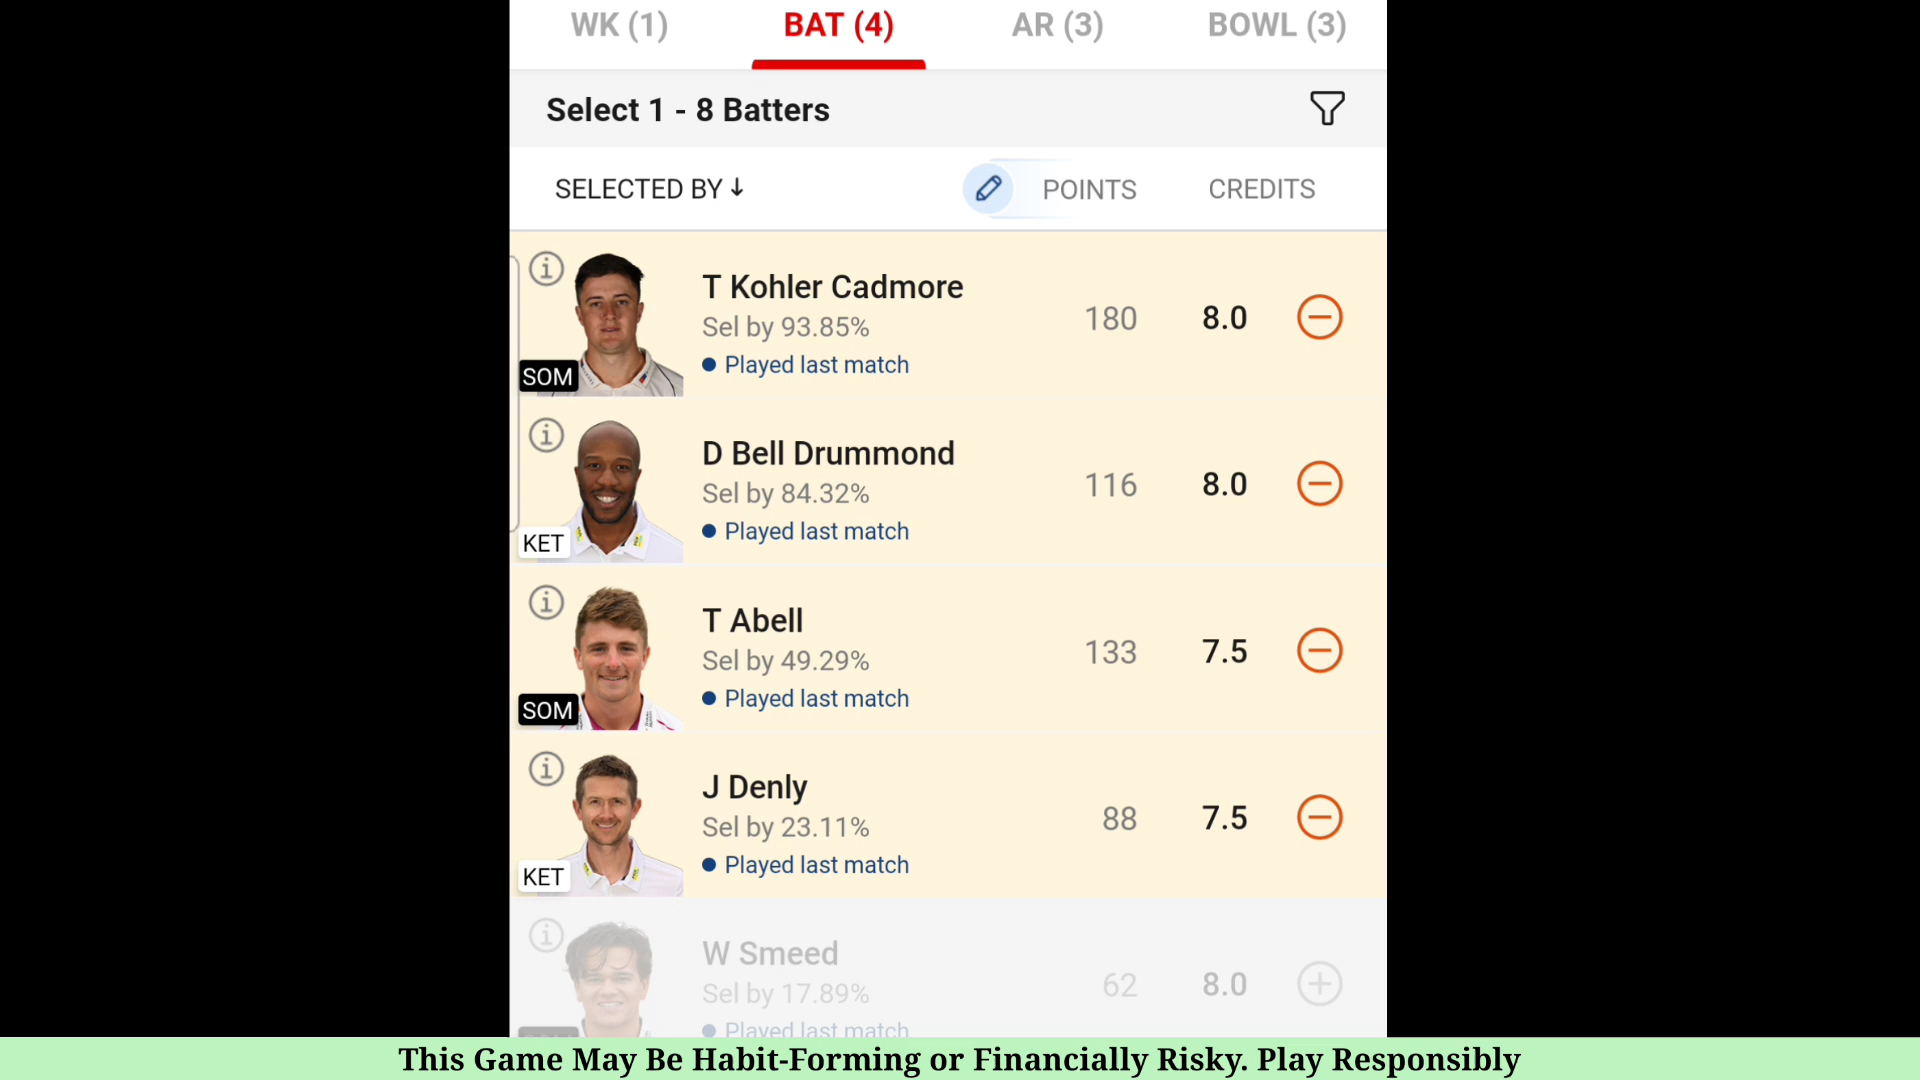 WK (1) BAT (4) AR (3) BOWL (3)
Select 1 - 8 Batters
SELECTED BY ↓ POINTS CREDITS
T Kohler Cadmore
Sel by 93.85% 180 8.0
SOM Played last match
D Bell Drummond
Sel by 84.32% 116 8.0
KET Played last match
T Abell
Sel by 49.29% 133 7.5
SOM Played last match
J Denly
Sel by 23.11% 88 7.5
KET Played last match
W Smeed
Sel by 17.89% 62 8.0
Played last match
This Game May Be Habit-Forming or Financially Risky. Play Responsibly